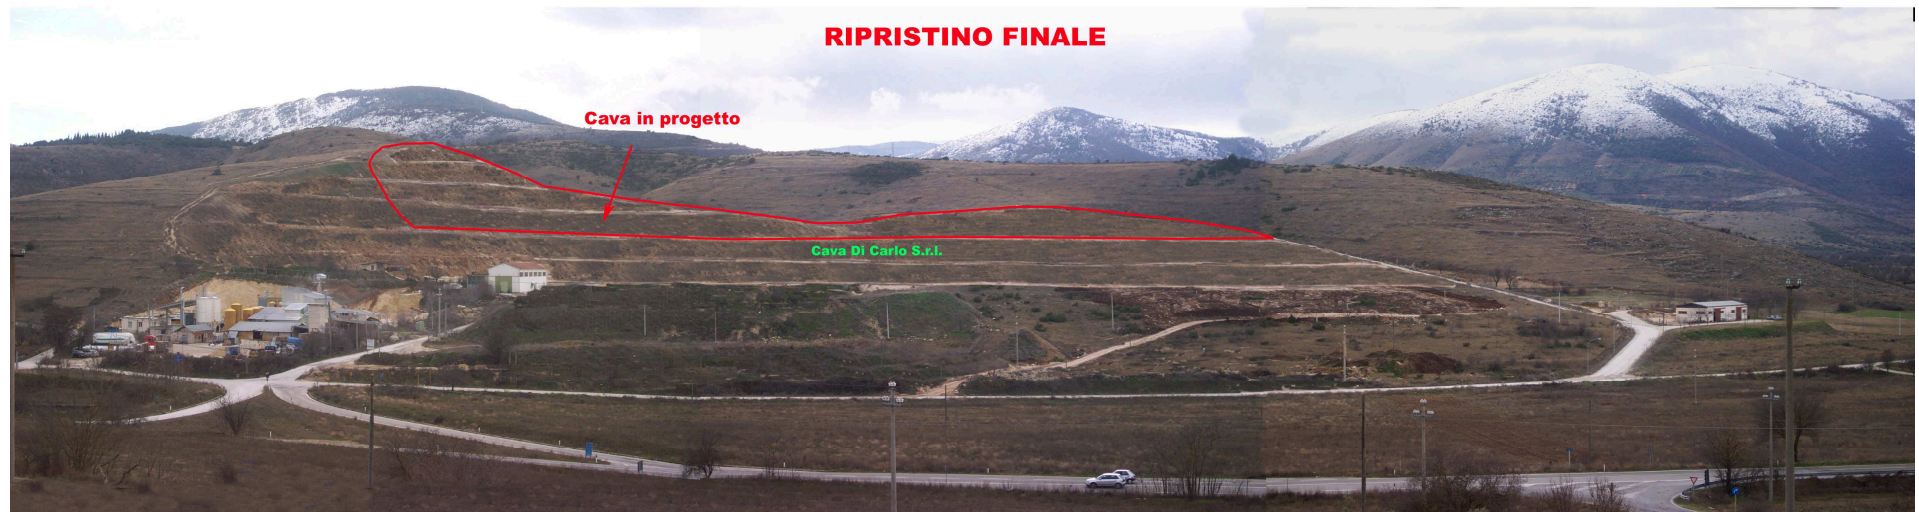 RIPRISTINO FINALE
Cava in progetto
Cava Di Carlo S.r.l.